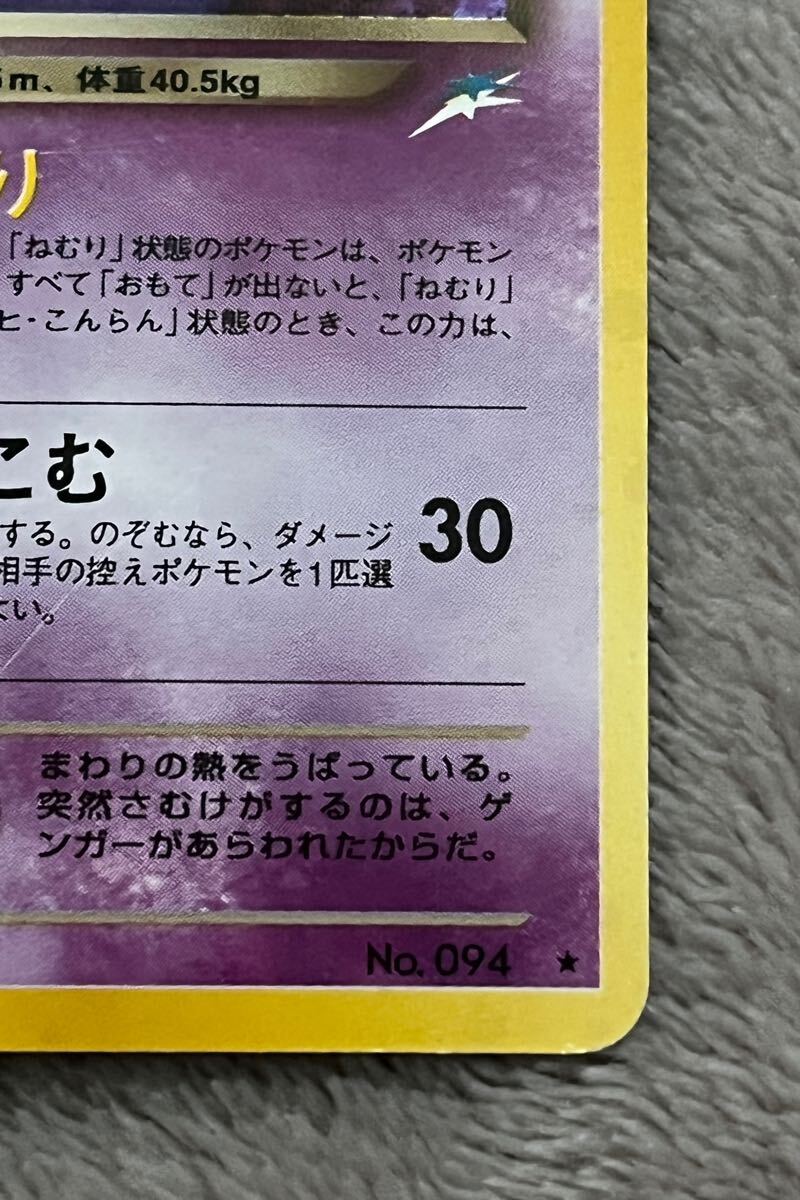 m、体重40.5kg
り
「ねむり」状態のポケモンは、ポケモン
すべて「おもて」が出ないと、「ねむり」
ヒ・こんらん」状態のとき、この力は、
こむ
30
する。のぞむなら、ダメージ
相手の控えポケモンを1匹選
よい。
まわりの熱をうばっている。
突然さむけがするのは、ゲ
ンガーがあらわれたからだ。
No.094 ★